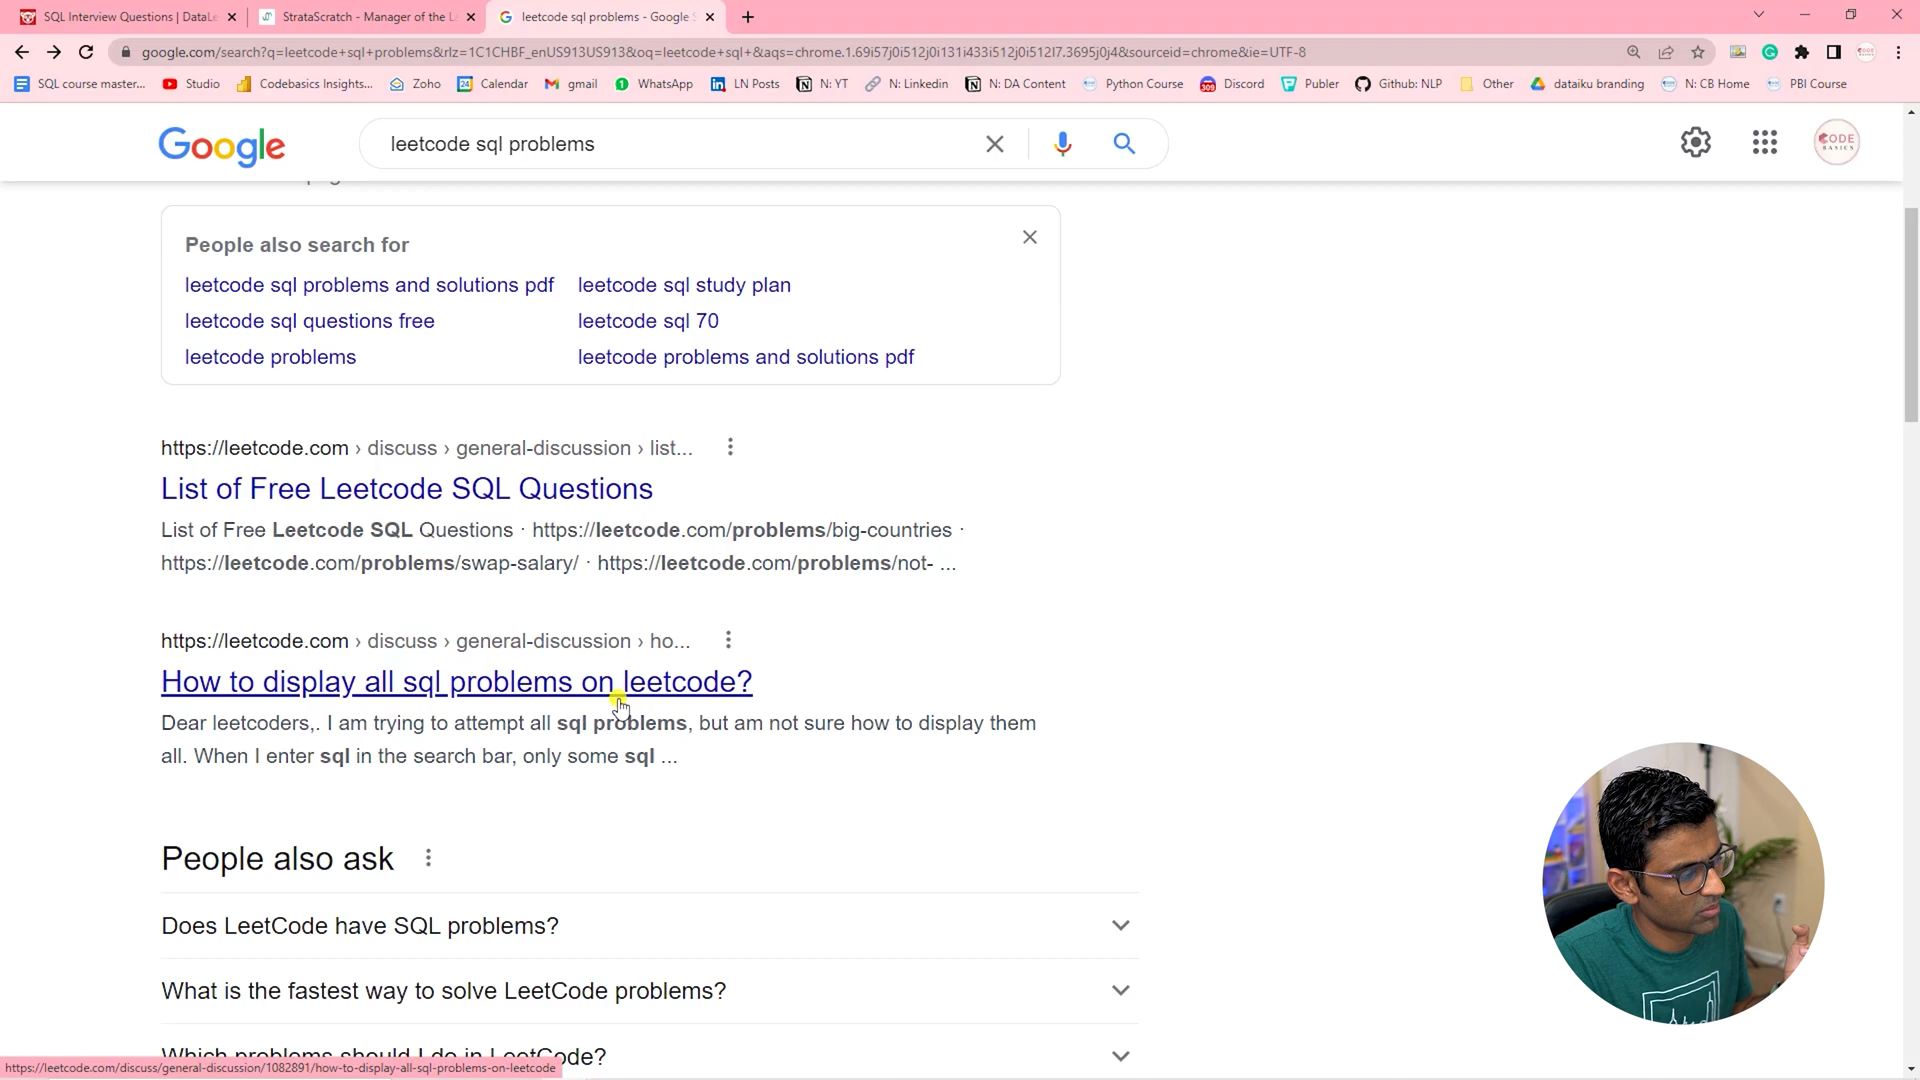 SQL Interview Questions | DataLe
StrataScratch - Manager of the La
leetcode sql problems - Google S
google.com/search?q=leetcode+sql+problems&rlz=1C1CHBF_enUS913US913&oq=leetcode+sql+&aqs=chrome.1.69i57j0i512j0i131i433i512j0i512l7.3695j0j4&sourceid=chrome&ie=UTF-8
SQL course master... Studio Codebasics Insights... Zoho Calendar gmail WhatsApp LN Posts N: YT N: Linkedin N: DA Content Python Course Discord Publer Github: NLP Other dataiku branding N: CB Home PBI Course
Google
leetcode sql problems
CODE
BASICS
People also search for
leetcode sql problems and solutions pdf leetcode sql study plan
leetcode sql questions free leetcode sql 70
leetcode problems leetcode problems and solutions pdf
https://leetcode.com › discuss › general-discussion › list...
List of Free Leetcode SQL Questions
List of Free Leetcode SQL Questions · https://leetcode.com/problems/big-countries ·
https://leetcode.com/problems/swap-salary/ · https://leetcode.com/problems/not- ...
https://leetcode.com › discuss › general-discussion › ho...
How to display all sql problems on leetcode?
Dear leetcoders,. I am trying to attempt all sql problems, but am not sure how to display them
all. When I enter sql in the search bar, only some sql ...
People also ask
Does LeetCode have SQL problems?
What is the fastest way to solve LeetCode problems?
Which problems should I do in LeetCode?
https://leetcode.com/discuss/general-discussion/1082891/how-to-display-all-sql-problems-on-leetcode